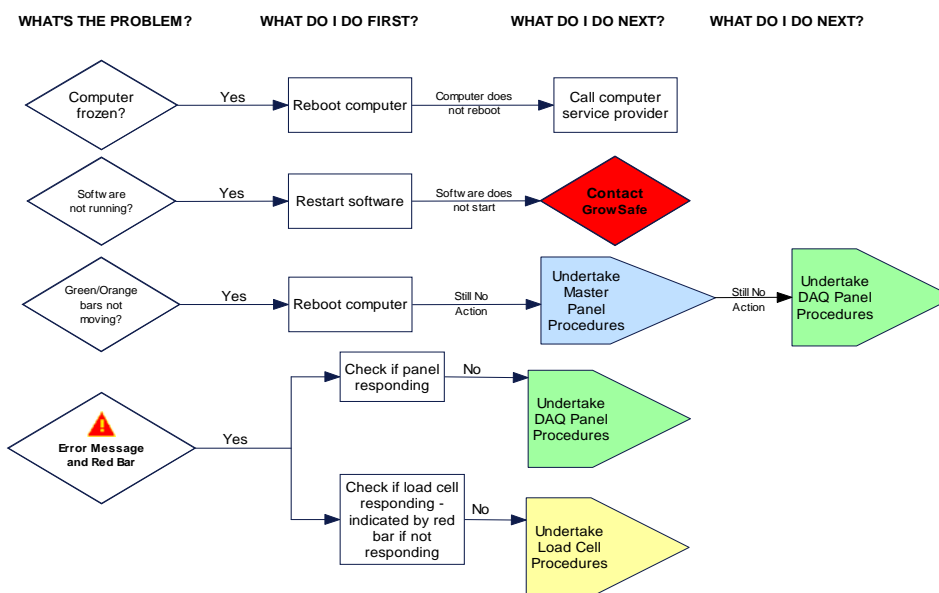 WHAT'S THE PROBLEM?
WHAT DO I DO FIRST?
WHAT DO I DO NEXT?
WHAT DO I DO NEXT?
Computer
frozen?
Yes
Reboot computer
Computer does
not reboot
Call computer
service provider
Software
not running?
Yes
Restart software
Software does
not start
Contact
GrowSafe
Green/Orange
bars not
moving?
Yes
Reboot computer
Still No
Action
Undertake
Master
Panel
Procedures
Still No
Action
Undertake
DAQ Panel
Procedures
Error Message
and Red Bar
Yes
Check if panel
responding
No
Undertake
DAQ Panel
Procedures
Check if load cell
responding -
indicated by red
bar if not
responding
No
Undertake
Load Cell
Procedures